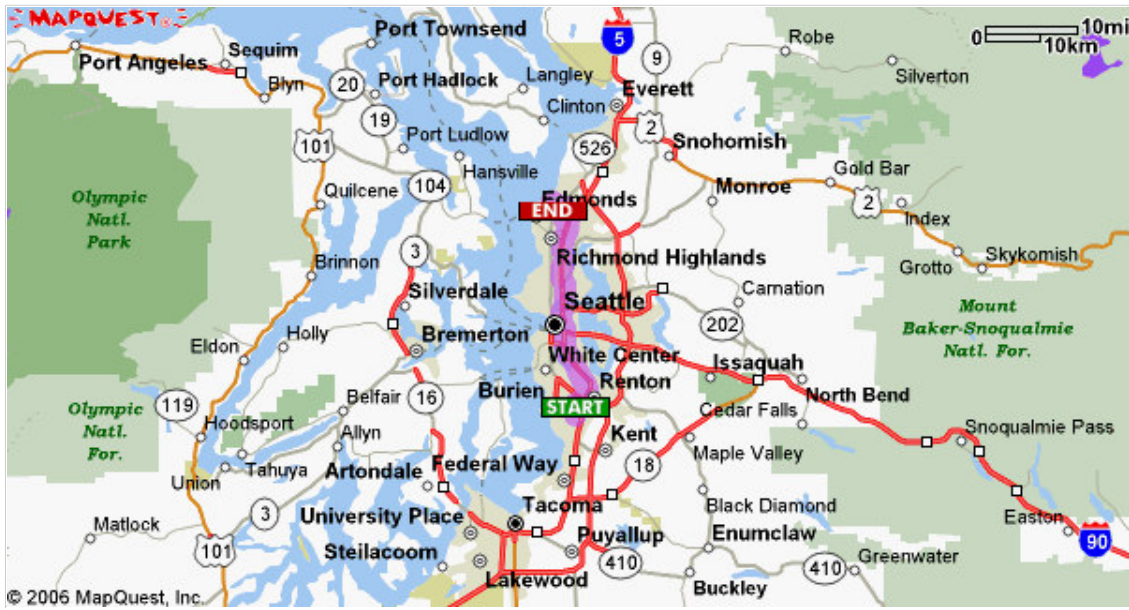 MAPQUEST
10mi
0
10km
5
9
Robe
Silverton
Port Townsend
Sequim
Port Angeles
Blyn
20
Port Hadlock
Langley
Clinton
Everett
19
2
Snohomish
101
Port Ludlow
526
Hansville
Gold Bar
104
Monroe
Quilcene
Edmonds
END
2
Index
Olympic
Natl.
Park
3
Richmond Highlands
Skykomish
Grotto
Brinnon
Silverdale
Seattle
Carnation
Mount
Baker-Snoqualmie
Natl. For.
Holly
Bremerton
202
Eldon
White Center
Issaquah
Burien
Renton
North Bend
119
Belfair
16
START
Cedar Falls
Olympic
Natl.
For.
Hoodsport
Allyn
Kent
Snoqualmie Pass
Maple Valley
Tahuya
Artondale
Federal Way
18
Union
Black Diamond
3
University Place
Tacoma
Matlock
Easton
101
Steilacoom
Puyallup
Enumclaw
90
410
Greenwater
410
Lakewood
Buckley
© 2006 MapQuest, Inc.